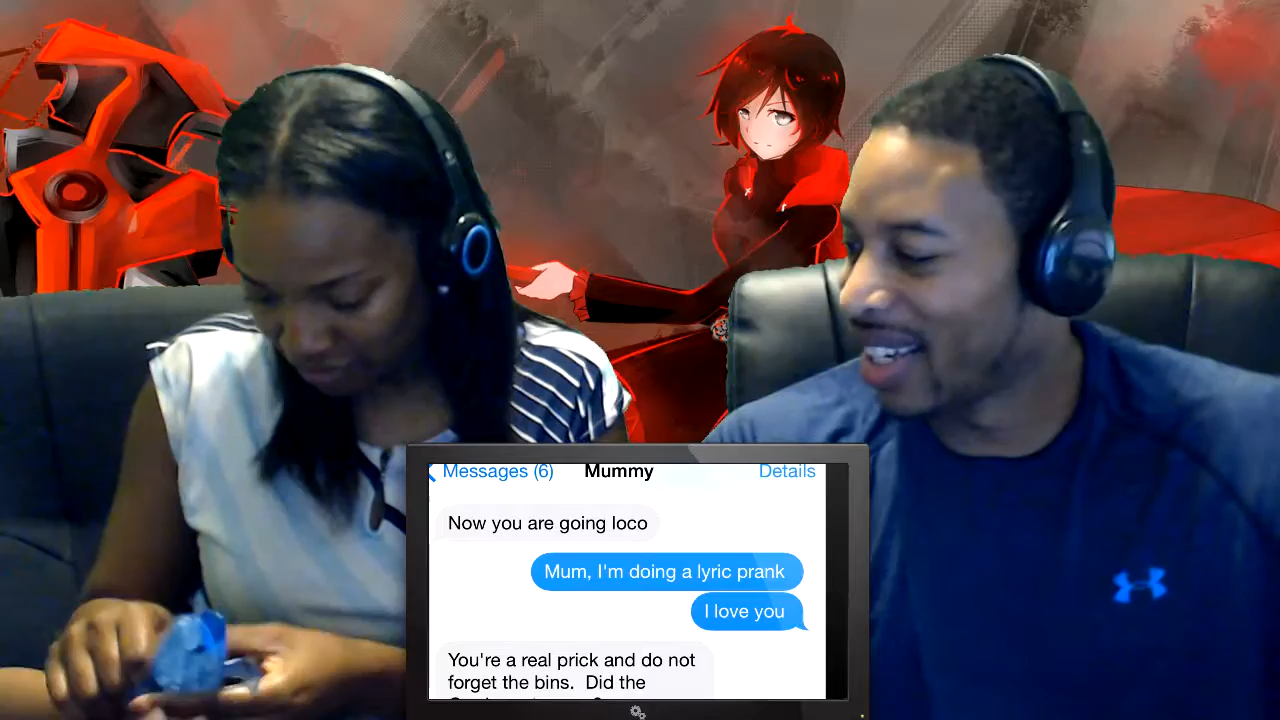 Messages (6) Mummy Details
Now you are going loco
Mum, I'm doing a lyric prank
I love you
You're a real prick and do not
forget the bins. Did the